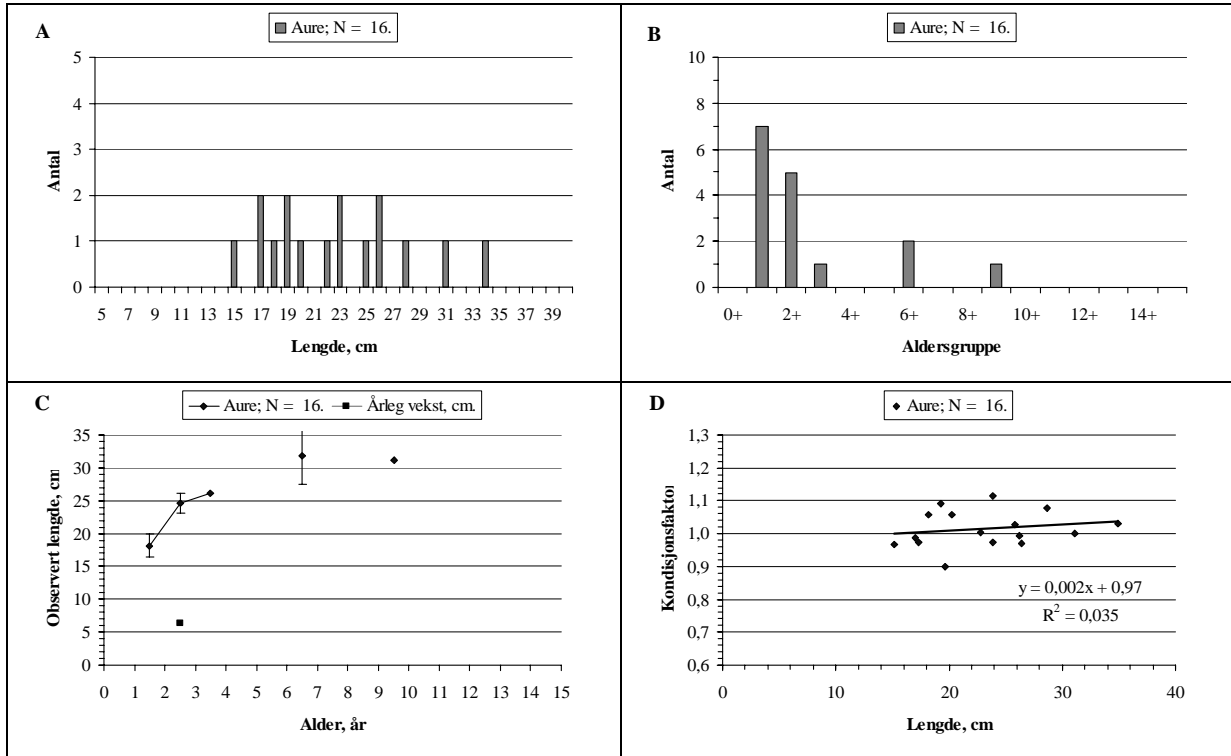 A
Aure; N = 16.
5
4
3
2
1
0
Antal
5 7 9 11 13 15 17 19 21 23 25 27 29 31 33 35 37 39
Lengde, cm
B
Aure; N = 16.
10
8
6
4
2
0
Antal
0+ 2+ 4+ 6+ 8+ 10+ 12+ 14+
Aldersgruppe
C
Aure; N = 16. Årleg vekst, cm.
35
30
25
20
15
10
5
0
Observert lengde, cm
0 1 2 3 4 5 6 7 8 9 10 11 12 13 14 15
Alder, år
D
Aure; N = 16.
1,3
1,2
1,1
1,0
0,9
0,8
0,7
0,6
Kondisjonsfakto
y = 0,002x + 0,97
R² = 0,035
0 10 20 30 40
Lengde, cm